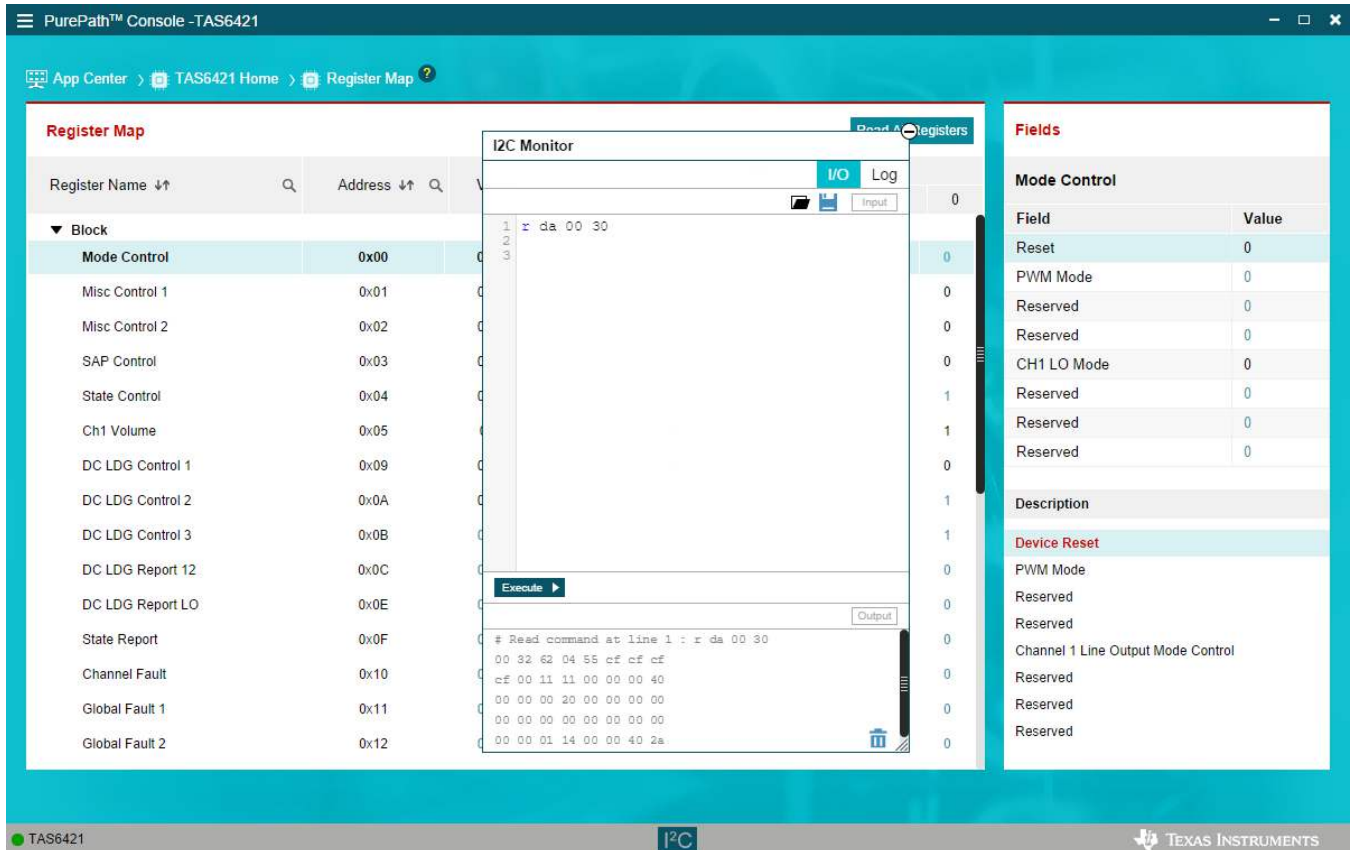 PurePath™ Console -TAS6421
App Center > TAS6421 Home > Register Map ?
Register Map
Registers
Register Name Address 0
Block
Mode Control 0x00 0
Misc Control 1 0x01 0
Misc Control 2 0x02 0
SAP Control 0x03 0
State Control 0x04 1
Ch1 Volume 0x05 1
DC LDG Control 1 0x09 0
DC LDG Control 2 0x0A 1
DC LDG Control 3 0x0B 1
DC LDG Report 12 0x0C 0
DC LDG Report LO 0x0E 0
State Report 0x0F 0
Channel Fault 0x10 0
Global Fault 1 0x11 0
Global Fault 2 0x12 0
I2C Monitor
I/O Log
Input
1 r da 00 30
2
3
Execute
Output
# Read command at line 1 : r da 00 30
00 32 62 04 55 cf cf cf
cf 00 11 11 00 00 00 40
00 00 00 20 00 00 00 00
00 00 00 00 00 00 00 00
00 00 01 14 00 00 40 2a
Fields
Mode Control
Field Value
Reset 0
PWM Mode 0
Reserved 0
Reserved 0
CH1 LO Mode 0
Reserved 0
Reserved 0
Reserved 0
Description
Device Reset
PWM Mode
Reserved
Reserved
Channel 1 Line Output Mode Control
Reserved
Reserved
Reserved
TAS6421
I²C
TEXAS INSTRUMENTS